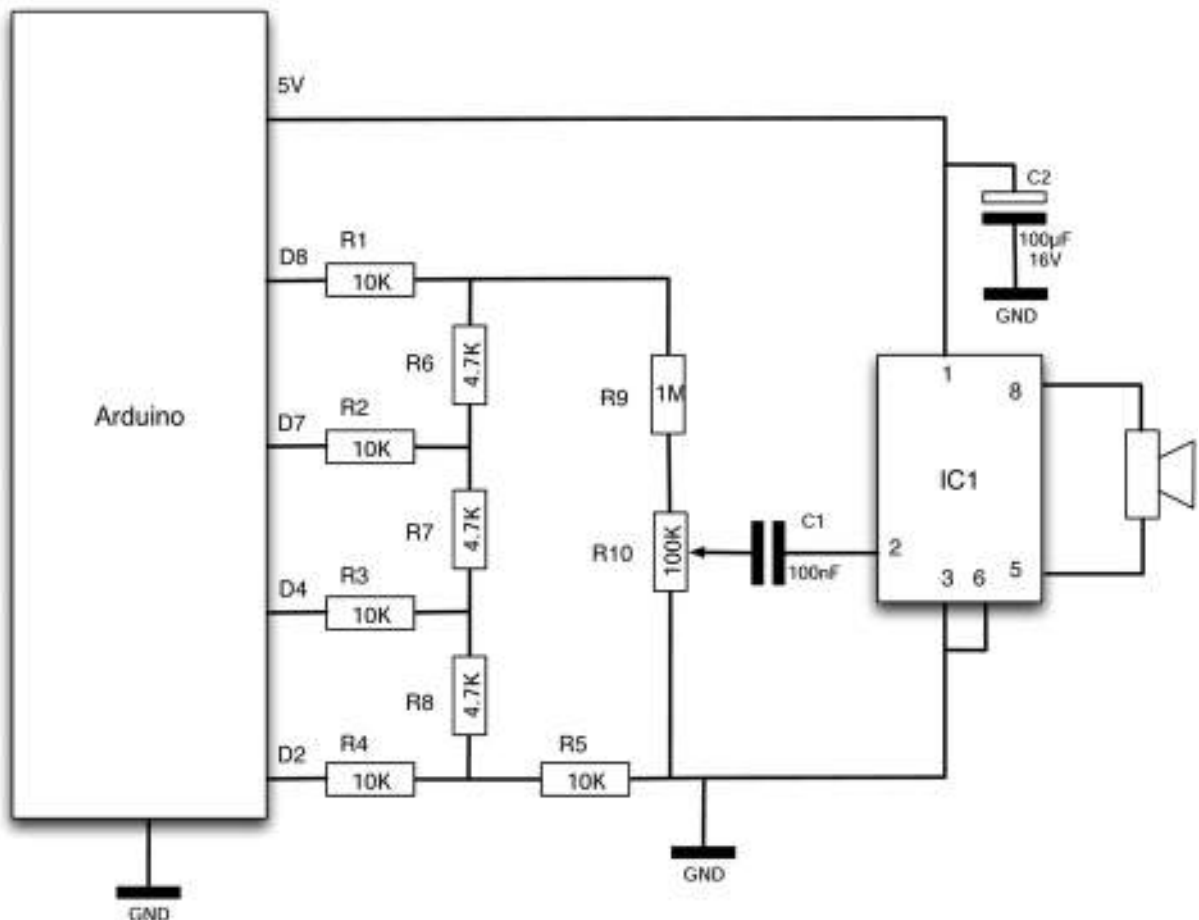 5V
C2
100µF
16V
GND
D8
R1
10K
R6
4.7K
R9
1M
1
8
Arduino
D7
R2
10K
IC1
R7
4.7K
R10
100K
C1
100nF
2
3
6
5
D4
R3
10K
R8
4.7K
D2
R4
10K
R5
10K
GND
GND